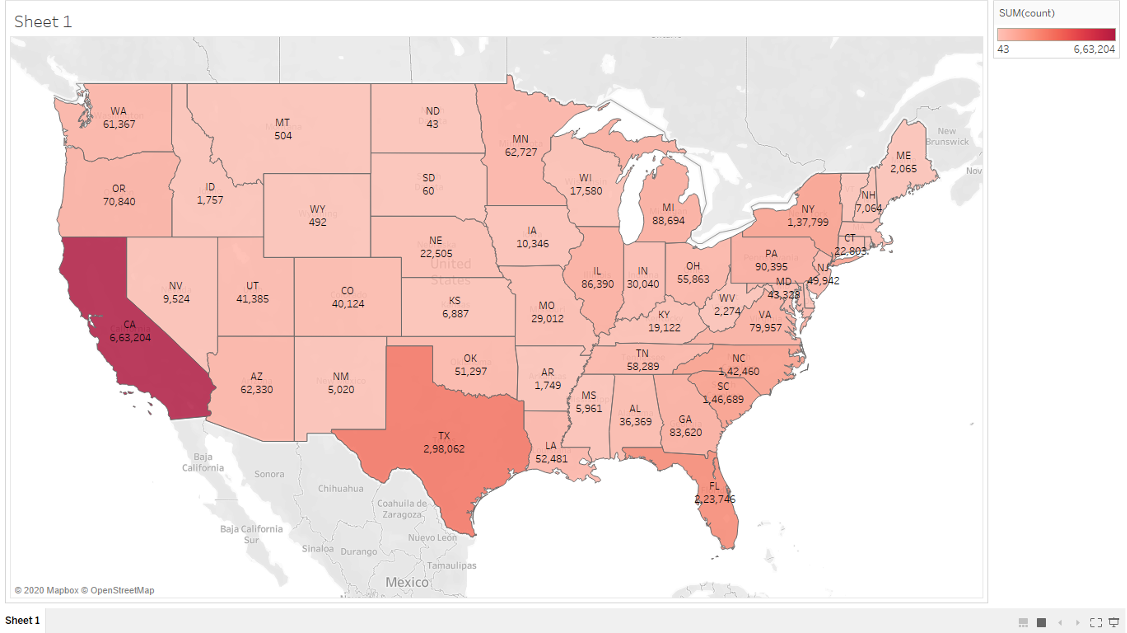 Sheet 1
SUM(count)
43 6,63,204
WA
61,367
MT
504
ND
43
MN
62,727
OR
70,840
ID
1,757
SD
60
WI
17,580
WY
492
MI
88,694
NY
1,37,799
ME
2,065
NH
7,064
New
Brunswick
IA
10,346
NE
22,505
United
States
CT
22,803
PA
90,395
NJ
49,942
NV
9,524
UT
41,385
CO
40,124
KS
6,887
IL
86,390
IN
30,040
OH
55,863
MD
WV
2,274
VA
79,957
MO
29,012
KY
19,122
CA
6,63,204
AZ
62,330
NM
5,020
OK
51,297
AR
1,749
TN
58,289
NC
1,42,460
SC
1,46,689
MS
5,961
AL
36,369
GA
83,620
TX
2,98,062
LA
52,481
FL
2,23,746
Baja
California
Sonora
Chihuahua
Coahuila de
Zaragoza
Baja California
Sur
Sinaloa
Durango
Nuevo León
Tamaulipas
Mexico
© 2020 Mapbox © OpenStreetMap
Sheet 1